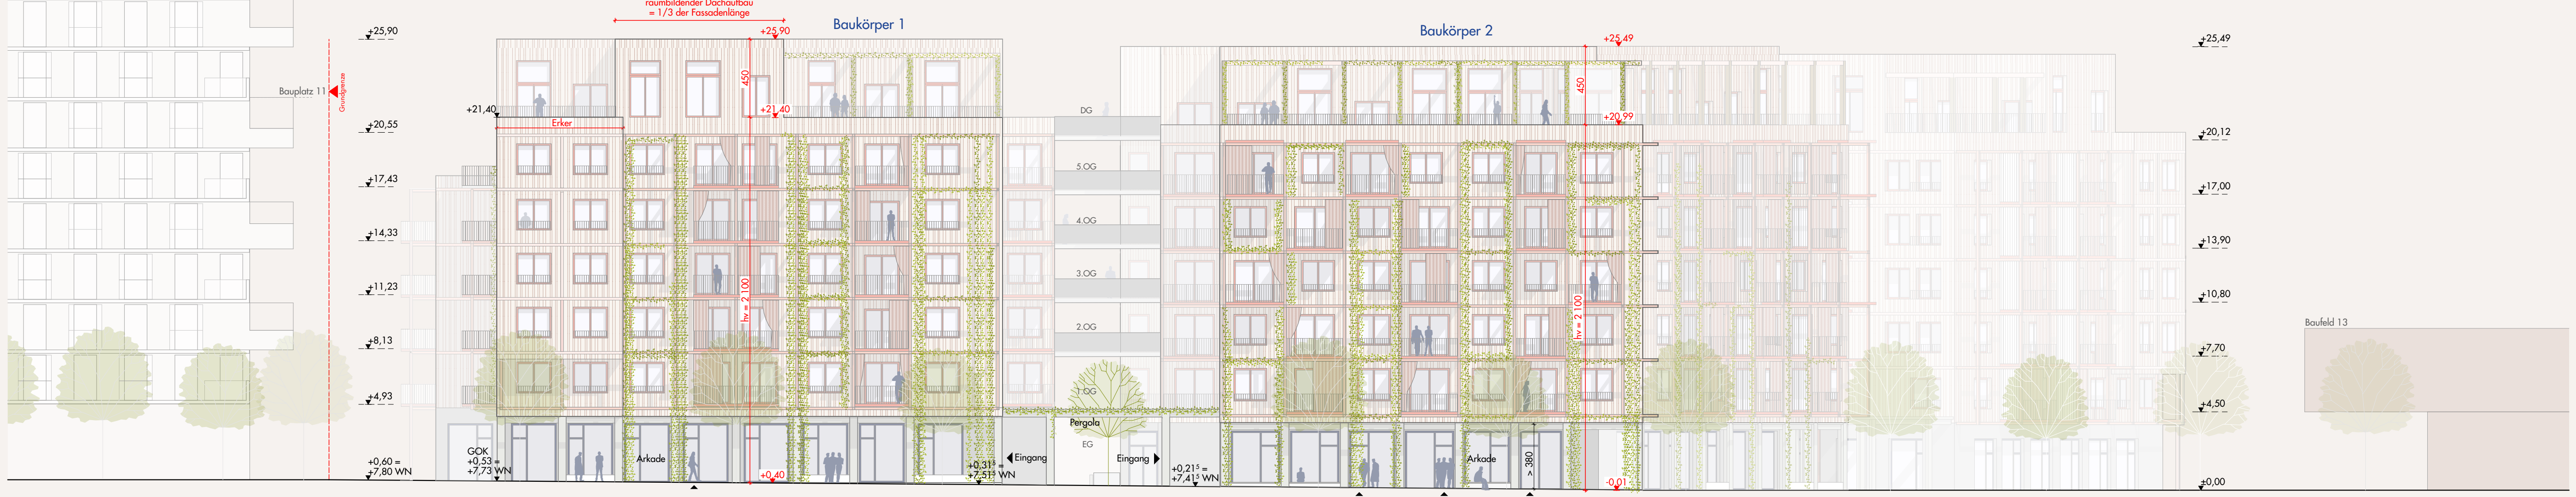 raumbildender Dachaufbau
= 1/3 der Fassadenlänge
Baukörper 1
Baukörper 2
+25,90
+25,90
+25,49
+25,49
Bauplatz 11
Grundgrenze
450
450
DG
+21,40
+21,40
+20,99
Erker
+20,55
+20,12
5.OG
+17,43
+17,00
4.OG
+14,33
+13,90
3.OG
+11,23
+10,80
hv = 2 100
hv = 2 100
2.OG
+8,13
+7,70
Baufeld 13
1.OG
+4,93
+4,50
Pergola
EG
GOK
+0,53 =
+7,73 WN
+0,60 =
+7,80 WN
Arkade
+0,40
+0,31⁵ =
+7,51⁵ WN
Eingang
Eingang
+0,21⁵ =
+7,41⁵ WN
Arkade
> 380
-0,01
±0,00